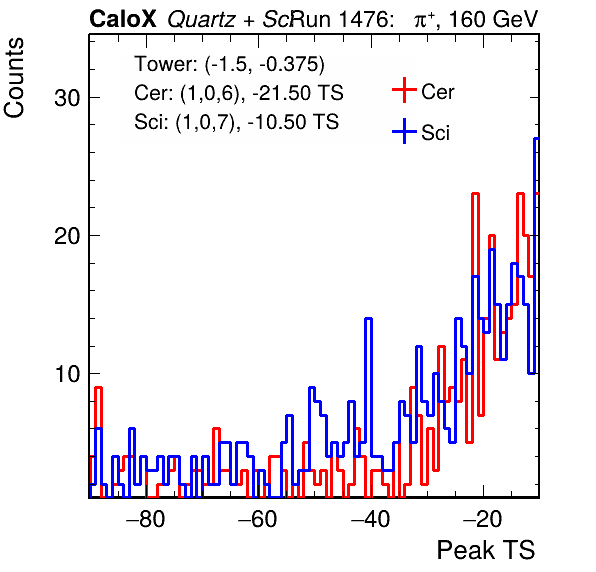 CaloX Quartz + ScRun 1476: π⁺, 160 GeV
Counts
Tower: (-1.5, -0.375)
Cer: (1,0,6), -21.50 TS
Sci: (1,0,7), -10.50 TS
Cer
Sci
30
20
10
−80 −60 −40 −20
Peak TS